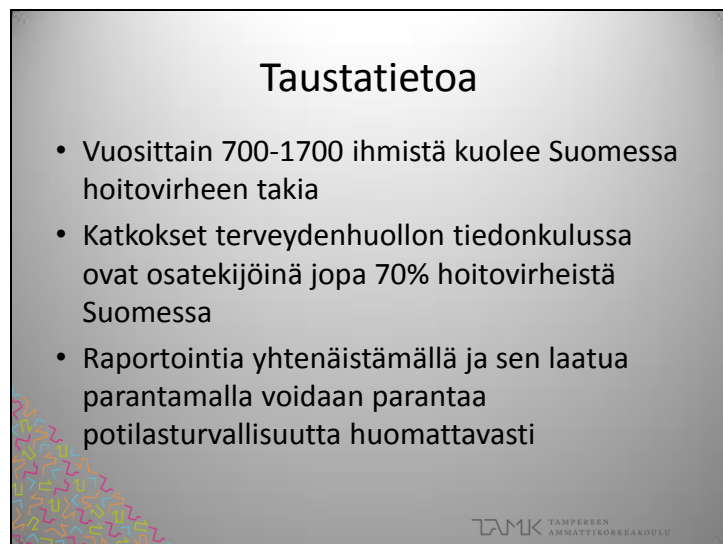 Taustatietoa
• Vuosittain 700-1700 ihmistä kuolee Suomessa
hoitovirheen takia
• Katkokset terveydenhuollon tiedonkulussa
ovat osatekijöinä jopa 70% hoitovirheistä
Suomessa
• Raportointia yhtenäistämällä ja sen laatua
parantamalla voidaan parantaa
potilasturvallisuutta huomattavasti
TAMK TAMPEREEN
AMMATTIKORKEAKOULU